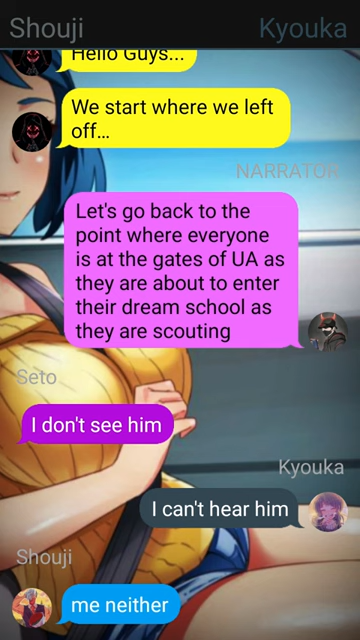 Shouji Kyouka
Hello Guys...
We start where we left
off...
NARRATOR
Let's go back to the
point where everyone
is at the gates of UA as
they are about to enter
their dream school as
they are scouting
Seto
I don't see him
Kyouka
I can't hear him
Shouji
me neither